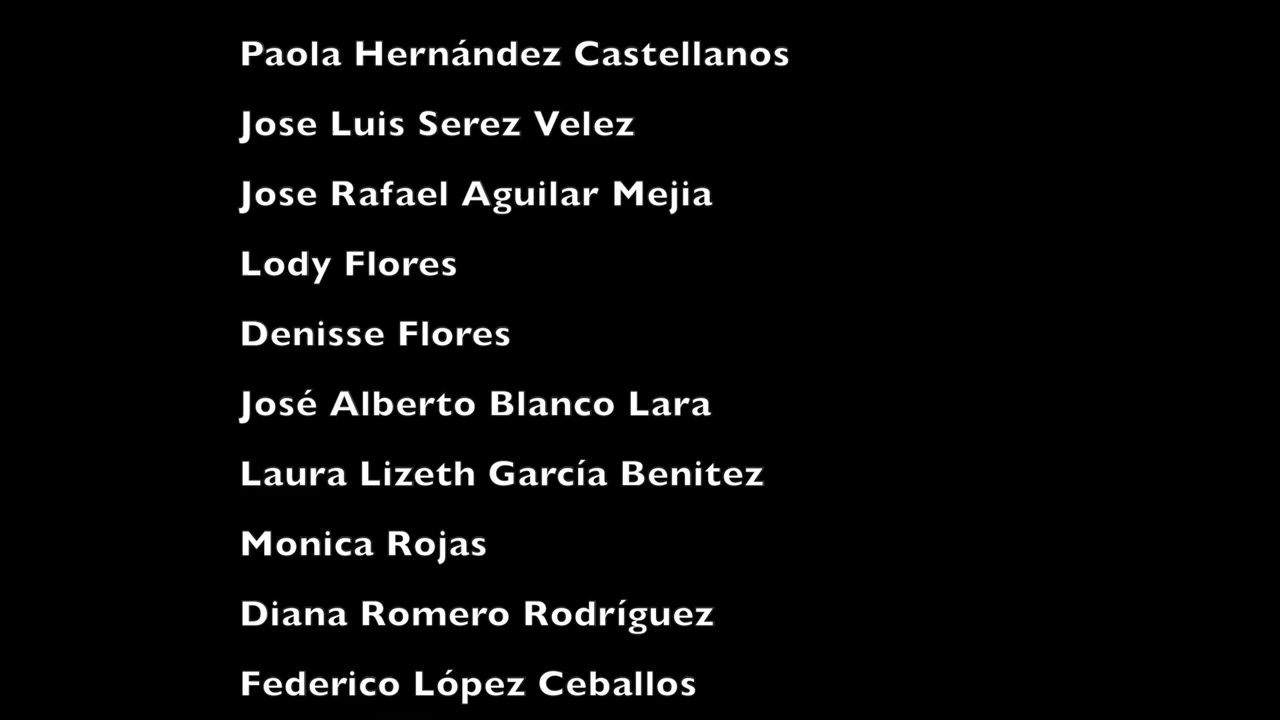 Paola Hernández Castellanos
Jose Luis Serez Velez
Jose Rafael Aguilar Mejia
Lody Flores
Denisse Flores
José Alberto Blanco Lara
Laura Lizeth García Benitez
Monica Rojas
Diana Romero Rodríguez
Federico López Ceballos